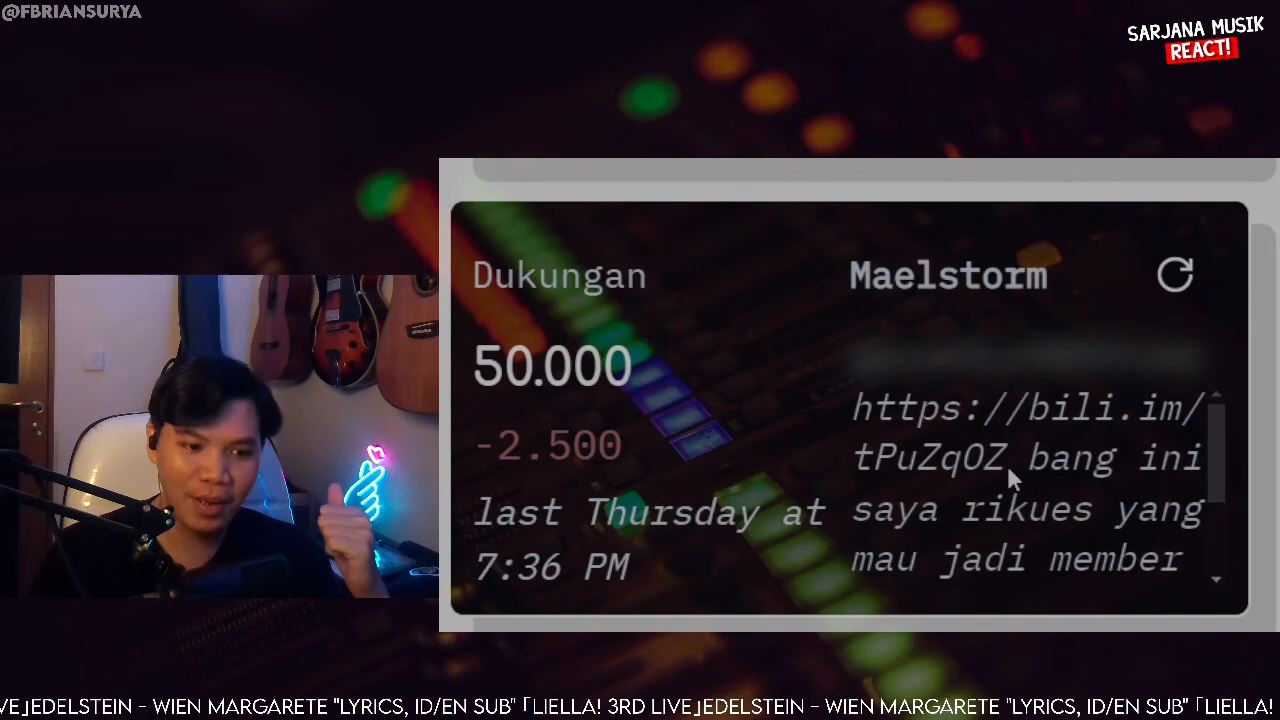 @FBRIANSURYA
SARJANA MUSIK
REACT!
Dukungan
Maelstorm
50.000
-2.500
last Thursday at
7:36 PM
https://bili.im/
tPuZqOZ bang ini
saya rikues yang
mau jadi member
VE」EDELSTEIN - WIEN MARGARETE "LYRICS, ID/EN SUB" 「LIELLA! 3RD LIVE」EDELSTEIN - WIEN MARGARETE "LYRICS, ID/EN SUB" 「LIELLA!